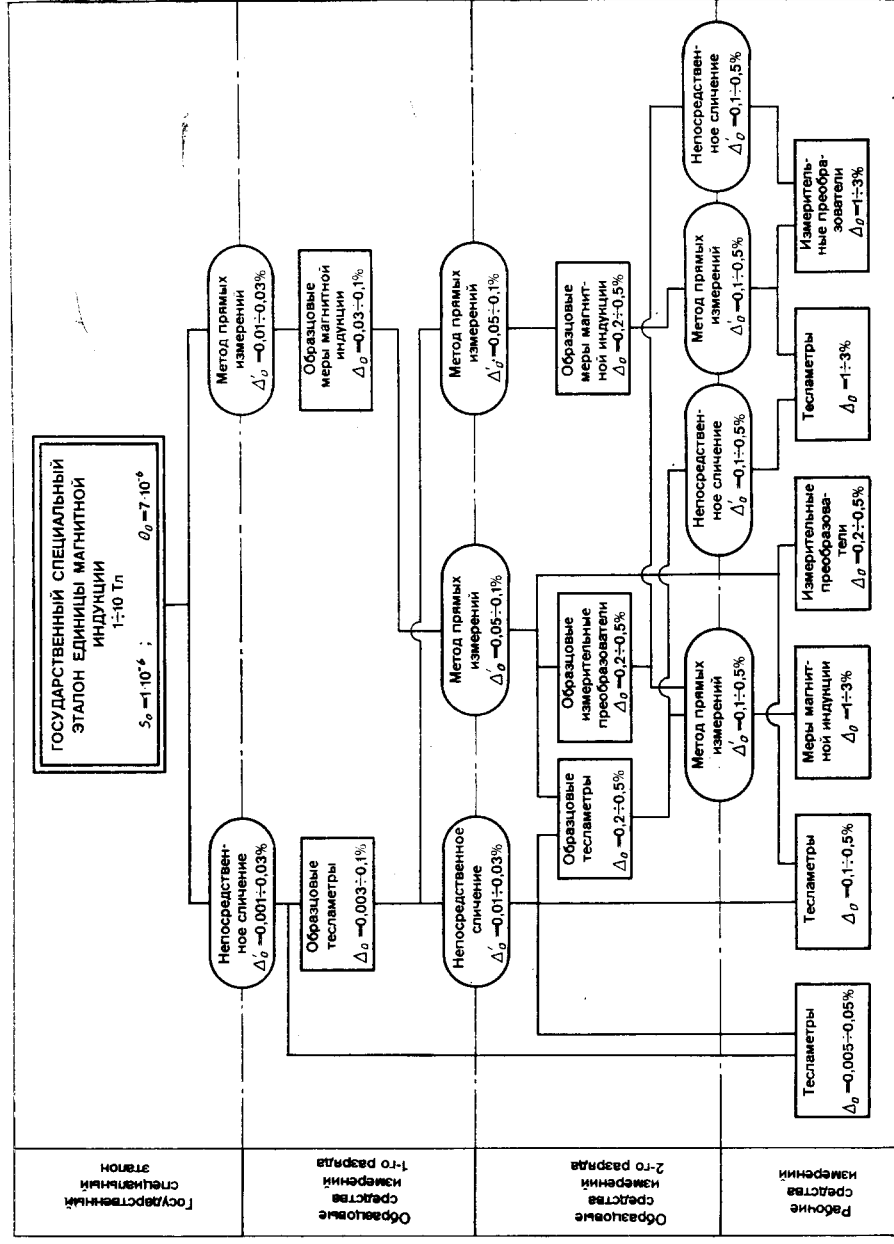 ГОСУДАРСТВЕННЫЙ СПЕЦИАЛЬНЫЙ
ЭТАЛОН ЕДИНИЦЫ МАГНИТНОЙ
ИНДУКЦИИ
1÷10 Тл
S₀=1·10⁻⁶ ; θ₀=7·10⁻⁶
Непосредствен-
ное сличение
Δ′₀=0,001÷0,03%
Метод прямых
измерений
Δ′₀=0,01÷0,03%
Образцовые
тесламетры
Δ₀=0,003÷0,1%
Образцовые
меры магнитной
индукции
Δ₀=0,03÷0,1%
Непосредственное
сличение
Δ′₀=0,01÷0,03%
Метод прямых
измерений
Δ′₀=0,05÷0,1%
Метод прямых
измерений
Δ′₀=0,05÷0,1%
Образцовые
тесламетры
Δ₀=0,2÷0,5%
Образцовые
измерительные
преобразователи
Δ₀=0,2÷0,5%
Образцовые
меры магнит-
ной индукции
Δ₀=0,2÷0,5%
Метод прямых
измерений
Δ′₀=0,1÷0,5%
Непосредствен-
ное сличение
Δ′₀=0,1÷0,5%
Метод прямых
измерений
Δ′₀=0,1÷0,5%
Непосредствен-
ное сличение
Δ′₀=0,1÷0,5%
Тесламетры
Δ₀=0,005÷0,05%
Тесламетры
Δ₀=0,1÷0,5%
Меры магнит-
ной индукции
Δ₀=1÷3%
Измерительные
преобразова-
тели
Δ₀=0,2÷0,5%
Тесламетры
Δ₀=1÷3%
Измеритель-
ные преобра-
зователи
Δ₀=1÷3%
Государственный
специальный
эталон
Образцовые
средства
измерений
1-го разряда
Образцовые
средства
измерений
2-го разряда
Рабочие
средства
измерений